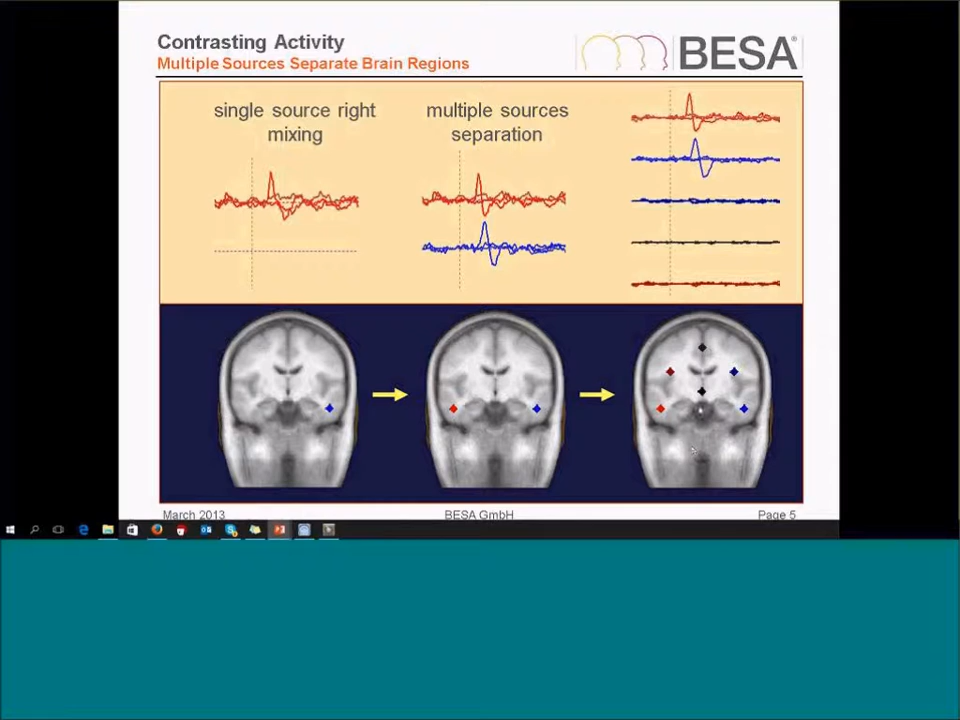 Contrasting Activity
Multiple Sources Separate Brain Regions
BESA®
single source right
mixing
multiple sources
separation
March 2013
BESA GmbH
Page 5